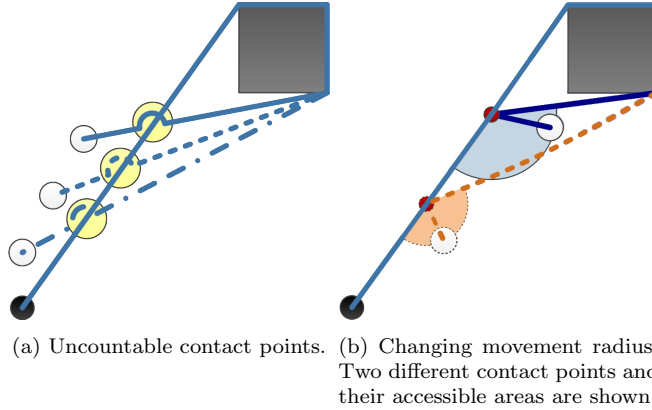 (a) Uncountable contact points.
(b) Changing movement radius
Two different contact points and
their accessible areas are shown